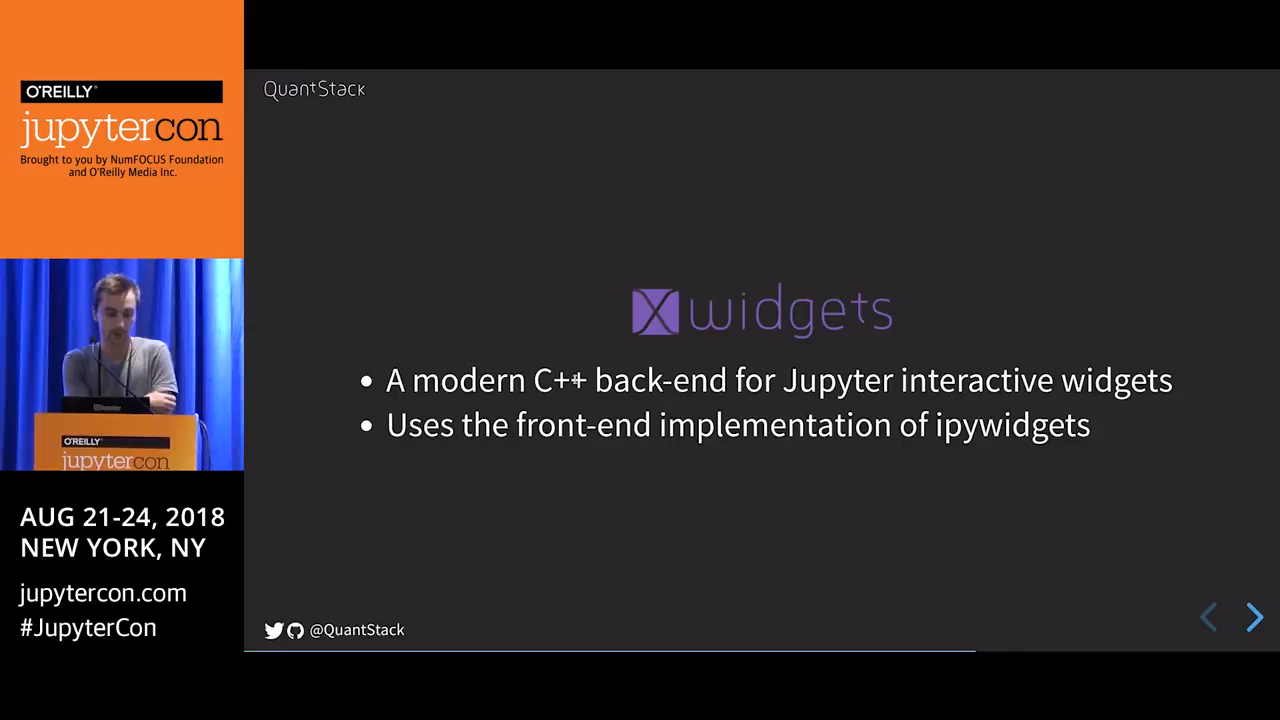 O'REILLY®
jupytercon
Brought to you by NumFOCUS Foundation
and O'Reilly Media Inc.
O'REILLY®
jupytercon
AUG 21-24, 2018
NEW YORK, NY
jupytercon.com
#JupyterCon
QuantStack
X widgets
• A modern C++ back-end for Jupyter interactive widgets
• Uses the front-end implementation of ipywidgets
@QuantStack